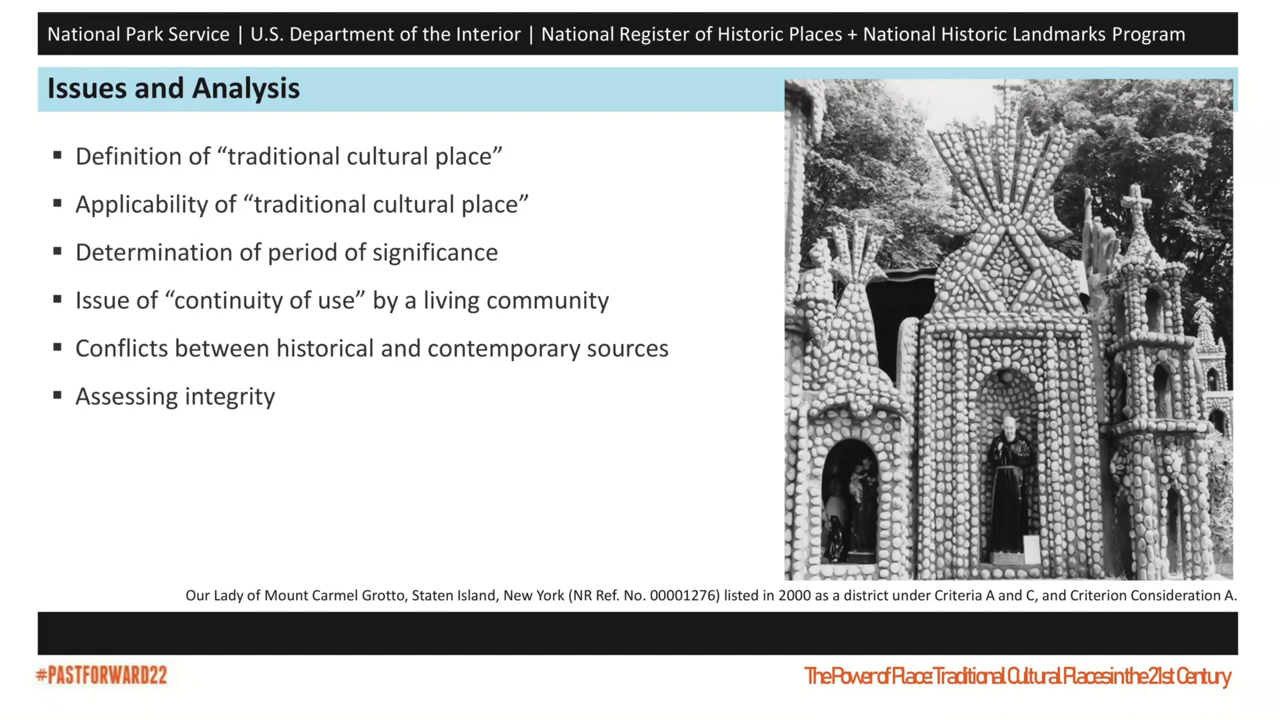 National Park Service | U.S. Department of the Interior | National Register of Historic Places + National Historic Landmarks Program
Issues and Analysis
▪ Definition of “traditional cultural place”
▪ Applicability of “traditional cultural place”
▪ Determination of period of significance
▪ Issue of “continuity of use” by a living community
▪ Conflicts between historical and contemporary sources
▪ Assessing integrity
Our Lady of Mount Carmel Grotto, Staten Island, New York (NR Ref. No. 00001276) listed in 2000 as a district under Criteria A and C, and Criterion Consideration A.
#PASTFORWARD22
The Power of Place: Traditional Cultural Places in the 21st Century